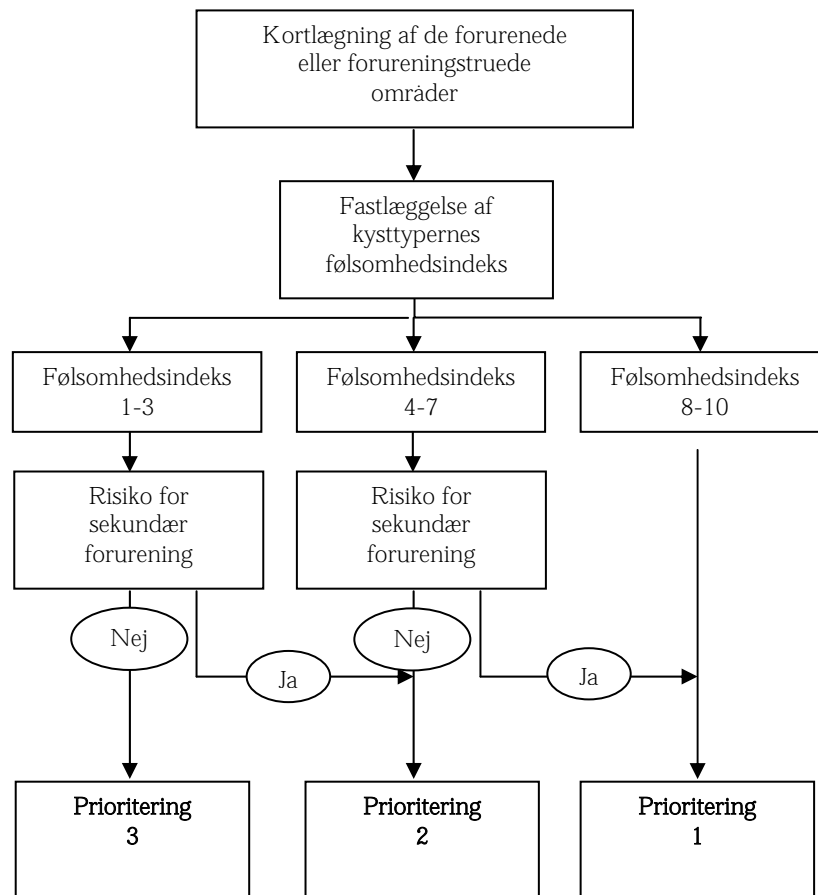 Kortlægning af de forurenede
eller forureningstruede
områder
Fastlæggelse af
kysttypernes
følsomhedsindeks
Følsomhedsindeks
1-3
Følsomhedsindeks
4-7
Følsomhedsindeks
8-10
Risiko for
sekundær
forurening
Risiko for
sekundær
forurening
Nej
Ja
Nej
Ja
Prioritering
3
Prioritering
2
Prioritering
1